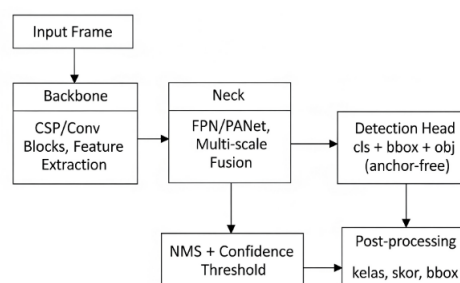 Input Frame
Backbone
CSP/Conv
Blocks, Feature
Extraction
Neck
FPN/PANet,
Multi-scale
Fusion
Detection Head
cls + bbox + obj
(anchor-free)
NMS + Confidence
Threshold
Post-processing
kelas, skor, bbox